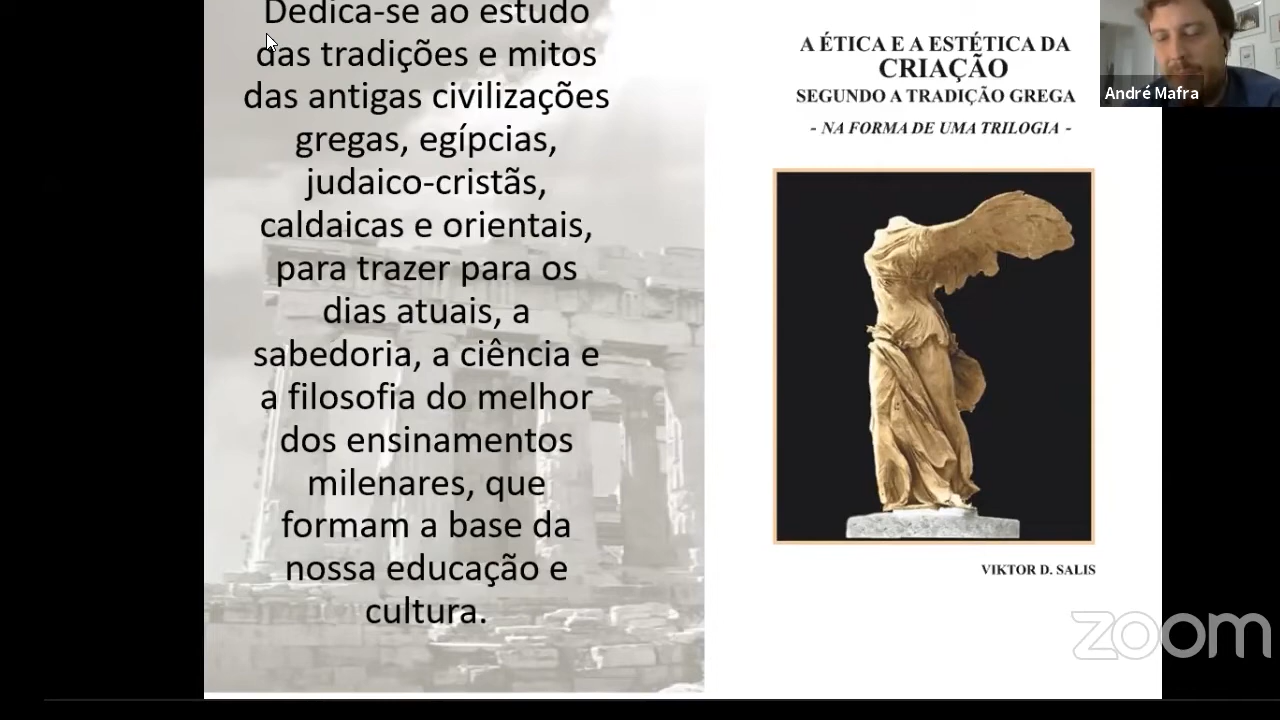 Dedica-se ao estudo
das tradições e mitos
das antigas civilizações
gregas, egípcias,
judaico-cristãs,
caldaicas e orientais,
para trazer para os
dias atuais, a
sabedoria, a ciência e
a filosofia do melhor
dos ensinamentos
milenares, que
formam a base da
nossa educação e
cultura.
A ÉTICA E A ESTÉTICA DA
CRIAÇÃO
SEGUNDO A TRADIÇÃO GREGA
- NA FORMA DE UMA TRILOGIA -
VIKTOR D. SALIS
André Mafra
zoom